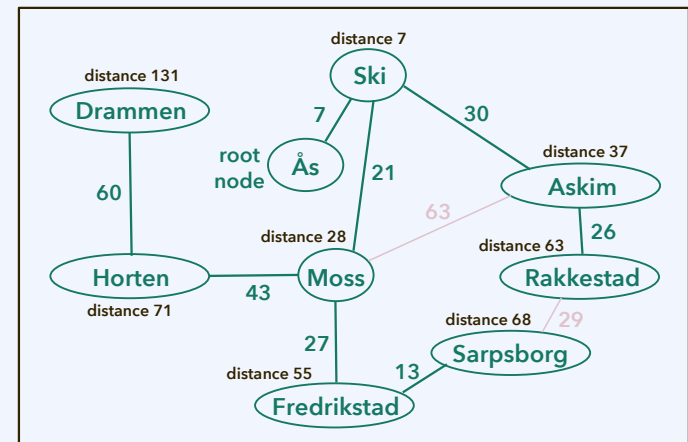 distance 7
Ski
distance 131
Drammen
7
30
root
node
Ås
21
distance 37
Askim
60
63
26
distance 28
distance 63
Horten
43
Moss
Rakkestad
distance 71
29
distance 68
27
Sarpsborg
distance 55
13
Fredrikstad